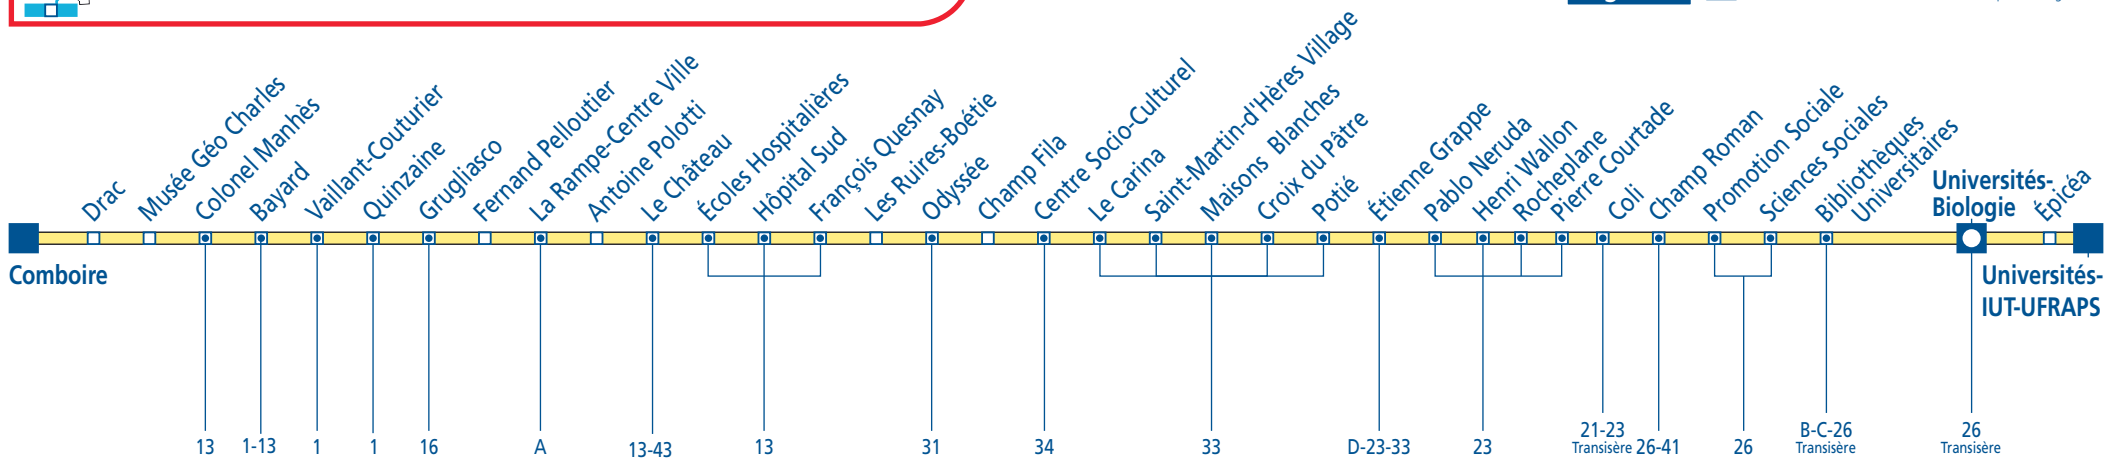 Drac
Musée Géo Charles
Colonel Manhès
Bayard
Vaillant-Couturier
Quinzaine
Grugliasco
Fernand Pelloutier
La Rampe-Centre Ville
Antoine Polotti
Le Château
Écoles Hospitalières
Hôpital Sud
François Quesnay
Les Ruires-Boétie
Odyssée
Champ Fila
Centre Socio-Culturel
Le Carina
Saint-Martin-d'Hères Village
Maisons Blanches
Croix du Pâtre
Potié
Étienne Grappe
Pablo Neruda
Henri Wallon
Rocheplane
Pierre Courtade
Coli
Champ Roman
Promotion Sociale
Sciences Sociales
Bibliothèques
Universitaires
Universités-
Biologie
Épicéa
Comboire
Universités-
IUT-UFRAPS
13
1-13
1
1
16
A
13-43
13
31
34
33
D-23-33
23
21-23
Transisère
26-41
26
B-C-26
Transisère
26
Transisère